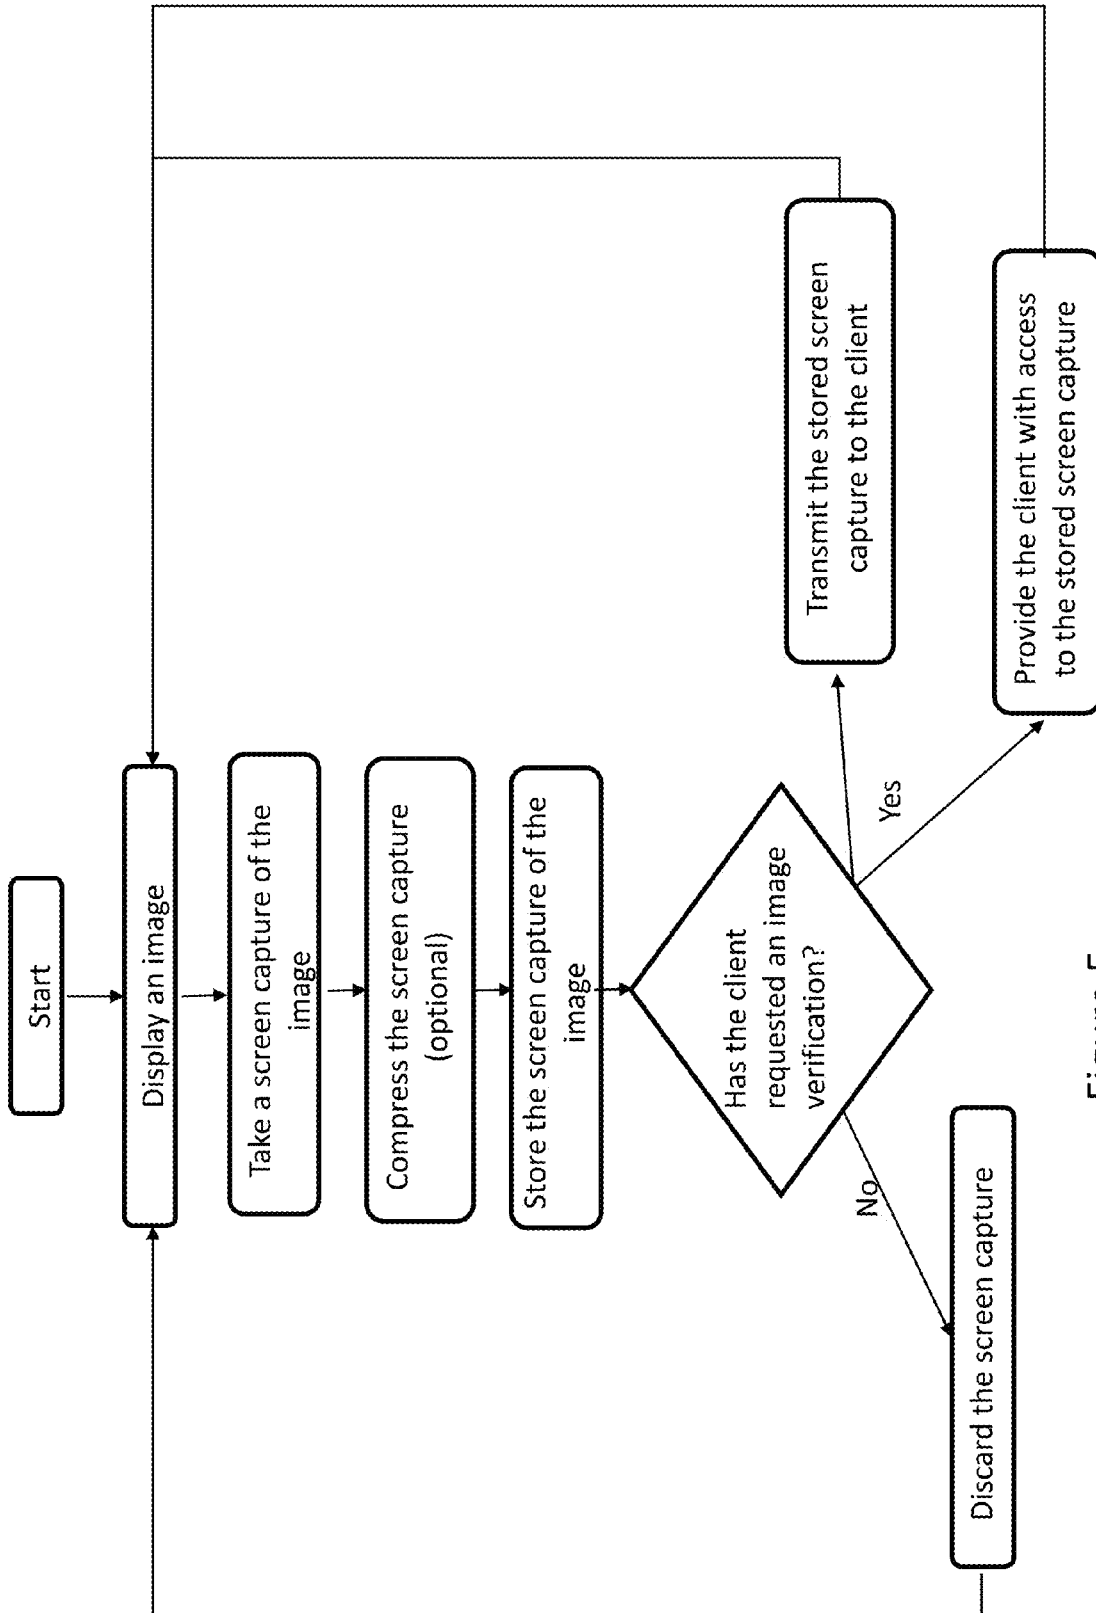 Start
Display an image
Take a screen capture of the
image
Compress the screen capture
(optional)
Store the screen capture of the
image
Has the client
requested an image
verification?
Yes
No
Transmit the stored screen
capture to the client
Provide the client with access
to the stored screen capture
Discard the screen capture